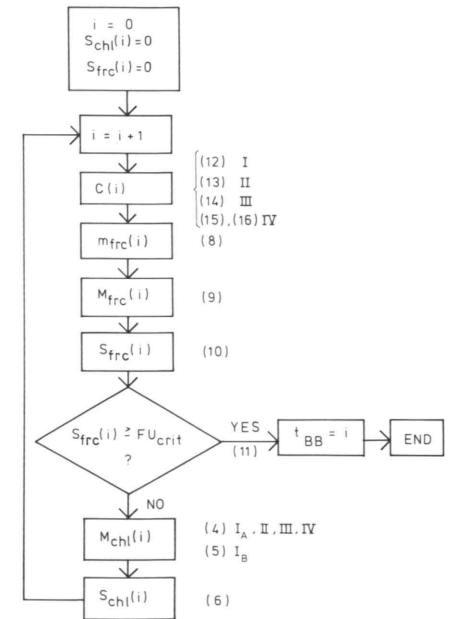 i = 0
S_chl(i)=0
S_frc(i)=0
i = i+1
C(i)
(12) I
(13) II
(14) III
(15),(16) IV
m_frc(i)
(8)
M_frc(i)
(9)
S_frc(i)
(10)
S_frc(i) ≥ FU_crit
?
YES
(11)
t_BB = i
END
NO
M_chl(i)
(4) I_A , II , III , IV
(5) I_B
S_chl(i)
(6)